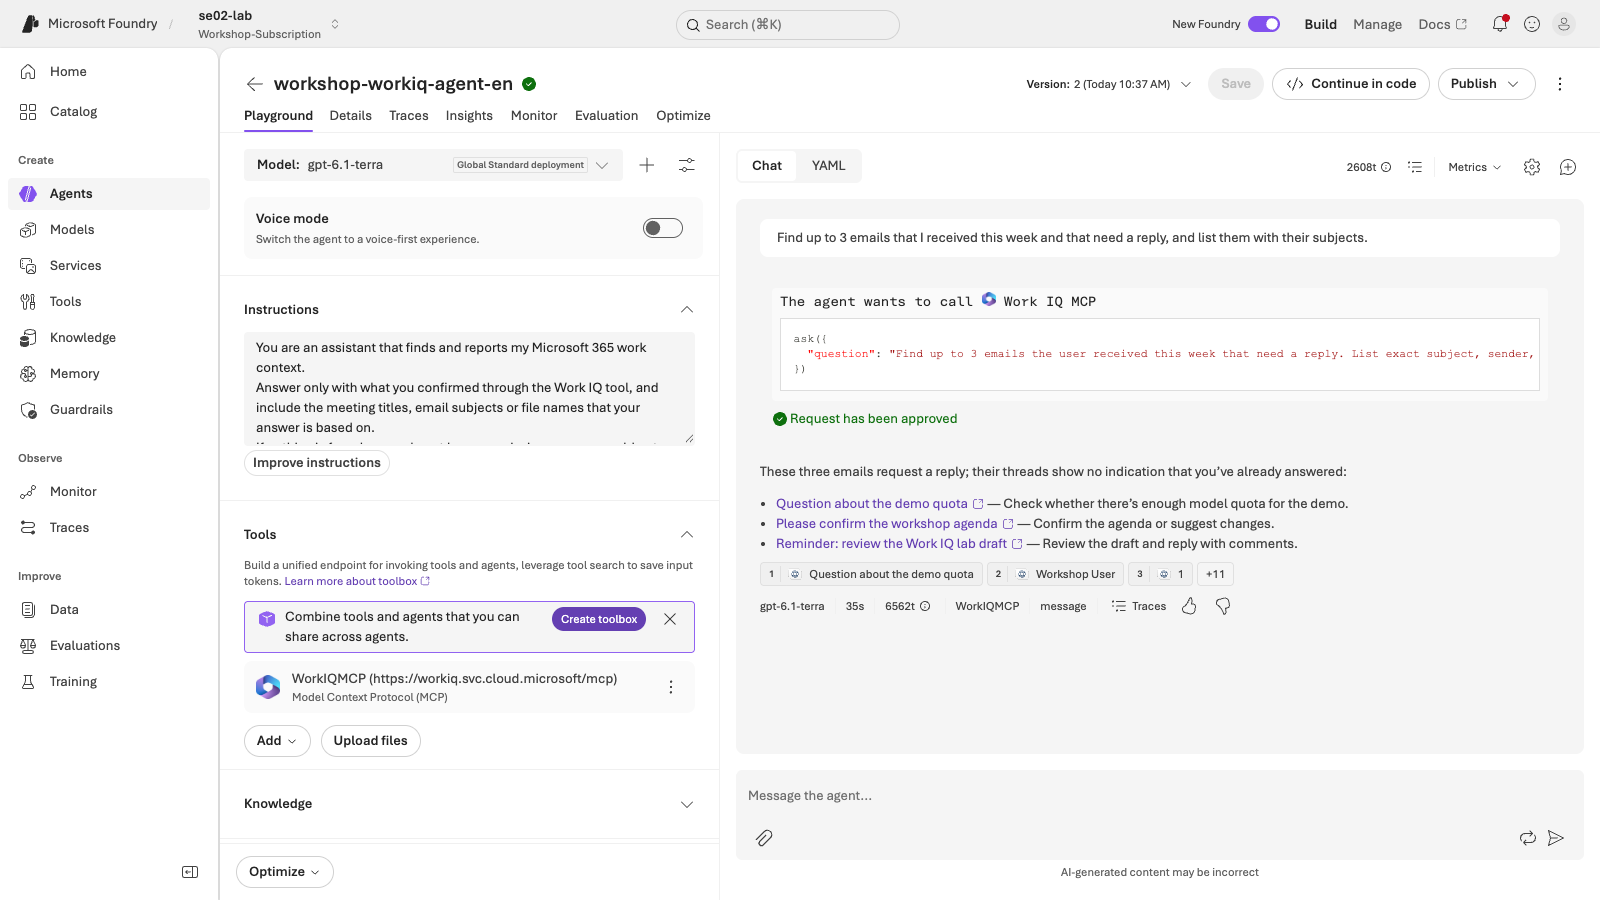 Microsoft Foundry
/
se02-lab
Workshop-Subscription
Search (⌘K)
New Foundry
Build
Manage
Docs
Home
Catalog
Create
Agents
Models
Services
Tools
Knowledge
Memory
Guardrails
Observe
Monitor
Traces
Improve
Data
Evaluations
Training
workshop-workiq-agent-en
Version: 2 (Today 10:37 AM)
Save
Continue in code
Publish
Playground
Details
Traces
Insights
Monitor
Evaluation
Optimize
Model: gpt-6.1-terra
Global Standard deployment
Voice mode
Switch the agent to a voice-first experience.
Instructions
You are an assistant that finds and reports my Microsoft 365 work
context.
Answer only with what you confirmed through the Work IQ tool, and
include the meeting titles, email subjects or file names that your
answer is based on.
Improve instructions
Tools
Build a unified endpoint for invoking tools and agents, leverage tool search to save input
tokens. Learn more about toolbox
Combine tools and agents that you can
share across agents.
Create toolbox
WorkIQMCP (https://workiq.svc.cloud.microsoft/mcp)
Model Context Protocol (MCP)
Add
Upload files
Knowledge
Optimize
Chat
YAML
2608t
Metrics
Find up to 3 emails that I received this week and that need a reply, and list them with their subjects.
The agent wants to call Work IQ MCP
ask({
"question": "Find up to 3 emails the user received this week that need a reply. List exact subject, sender,
})
Request has been approved
These three emails request a reply; their threads show no indication that you've already answered:
• Question about the demo quota — Check whether there's enough model quota for the demo.
• Please confirm the workshop agenda — Confirm the agenda or suggest changes.
• Reminder: review the Work IQ lab draft — Review the draft and reply with comments.
1 Question about the demo quota
2 Workshop User
3 1
+11
gpt-6.1-terra
35s
6562t
WorkIQMCP
message
Traces
Message the agent...
AI-generated content may be incorrect